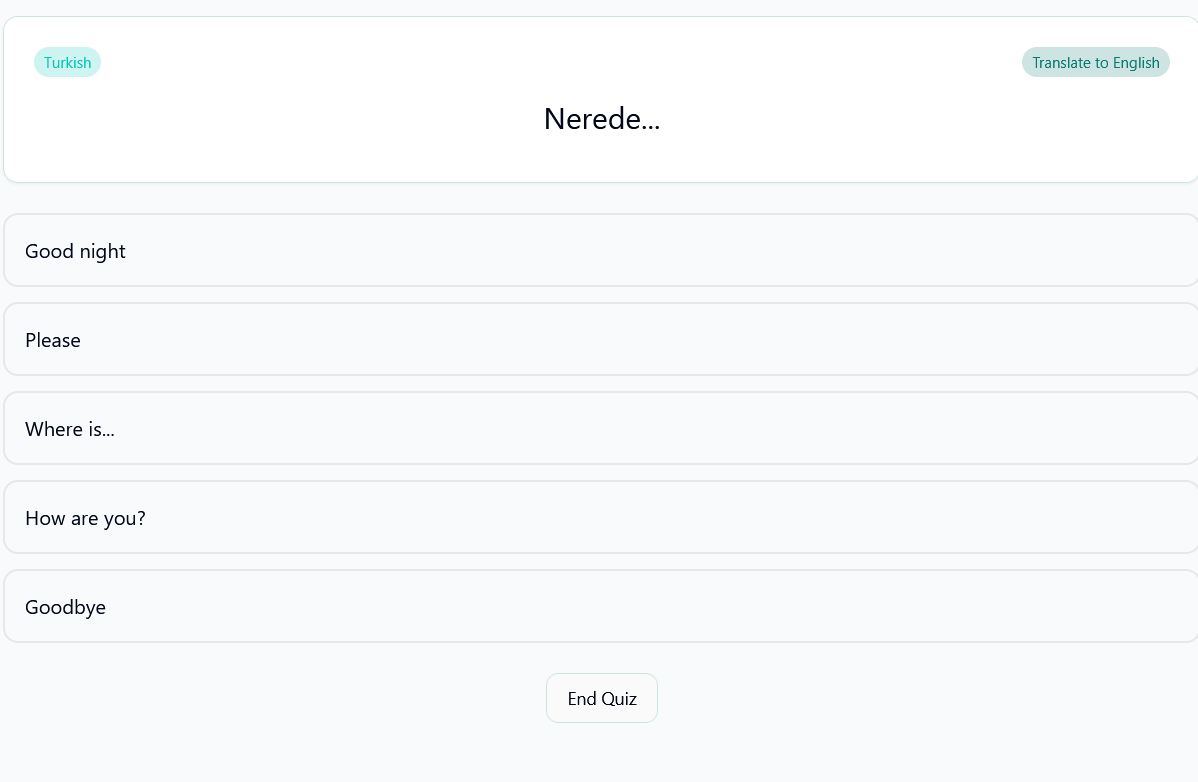 Turkish
Translate to English
Nerede...
Good night
Please
Where is...
How are you?
Goodbye
End Quiz